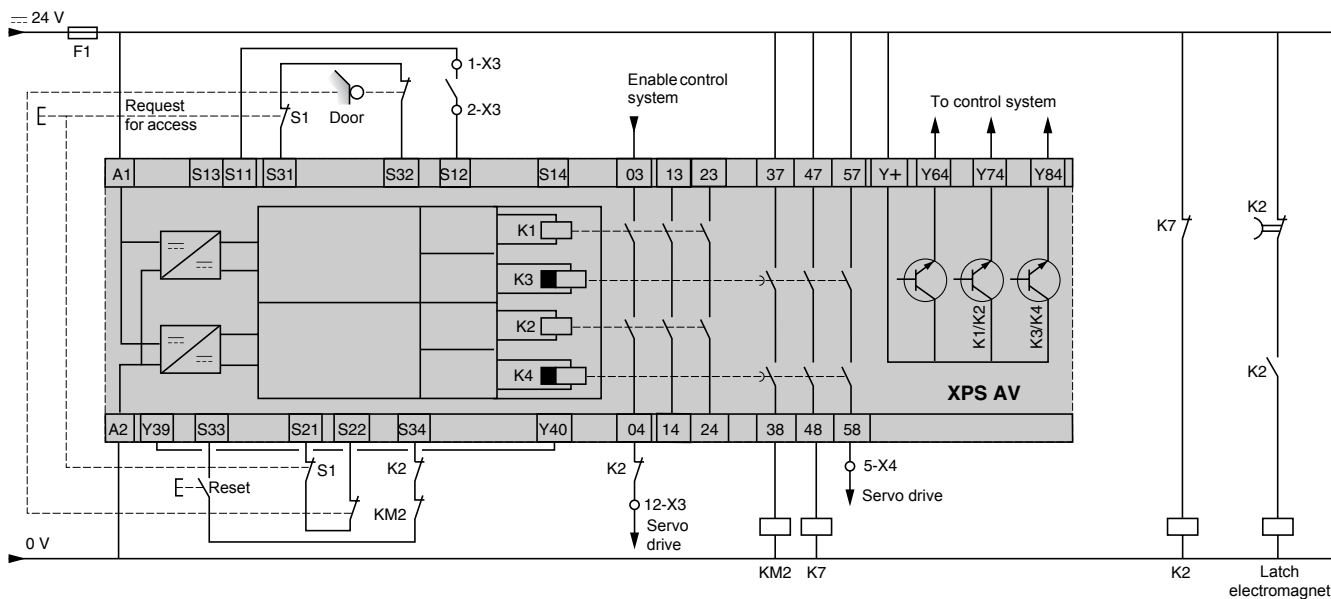 24 V
F1
1-X3
2-X3
Request
for access
S1
Door
Enable control
system
To control system
A1
S13
S11
S31
S32
S12
S14
03
13
23
37
47
57
Y+
Y64
Y74
Y84
K1
K3
K2
K4
K1/K2
K3/K4
XPS AV
K7
K2
K2
A2
Y39
S33
S21
S22
S34
Y40
04
14
24
38
48
58
S1
K2
Reset
KM2
K2
12-X3
Servo
drive
5-X4
Servo drive
0 V
KM2
K7
K2
Latch
electromagnet